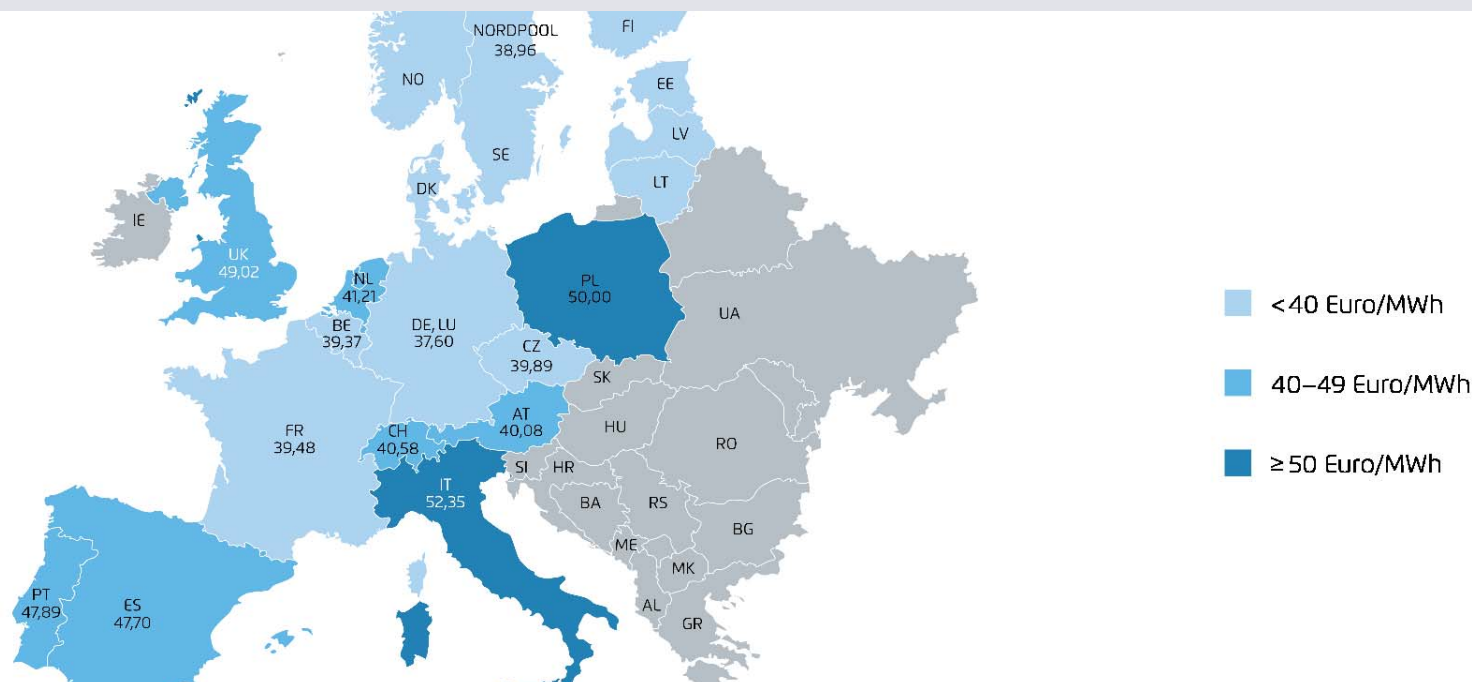 NORDPOOL
38,96
FI
NO
EE
LV
SE
LT
DK
IE
UK
49,02
NL
41,21
PL
50,00
BE
39,37
DE, LU
37,60
UA
CZ
39,89
SK
AT
40,08
HU
FR
39,48
CH
40,58
RO
SI
HR
IT
52,35
BA
RS
BG
ME
MK
PT
47,89
ES
47,70
AL
GR
<40 Euro/MWh
40–49 Euro/MWh
≥ 50 Euro/MWh